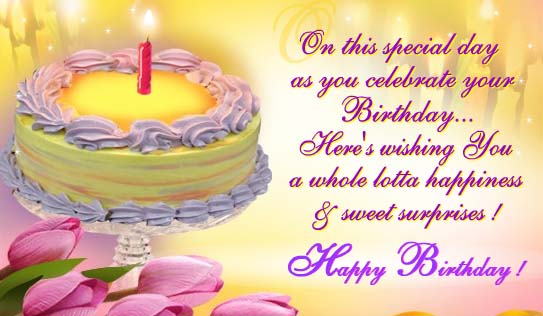 On this special day
as you celebrate your
Birthday...
Here's wishing You
a whole lotta happiness
& sweet surprises !
Happy Birthday !